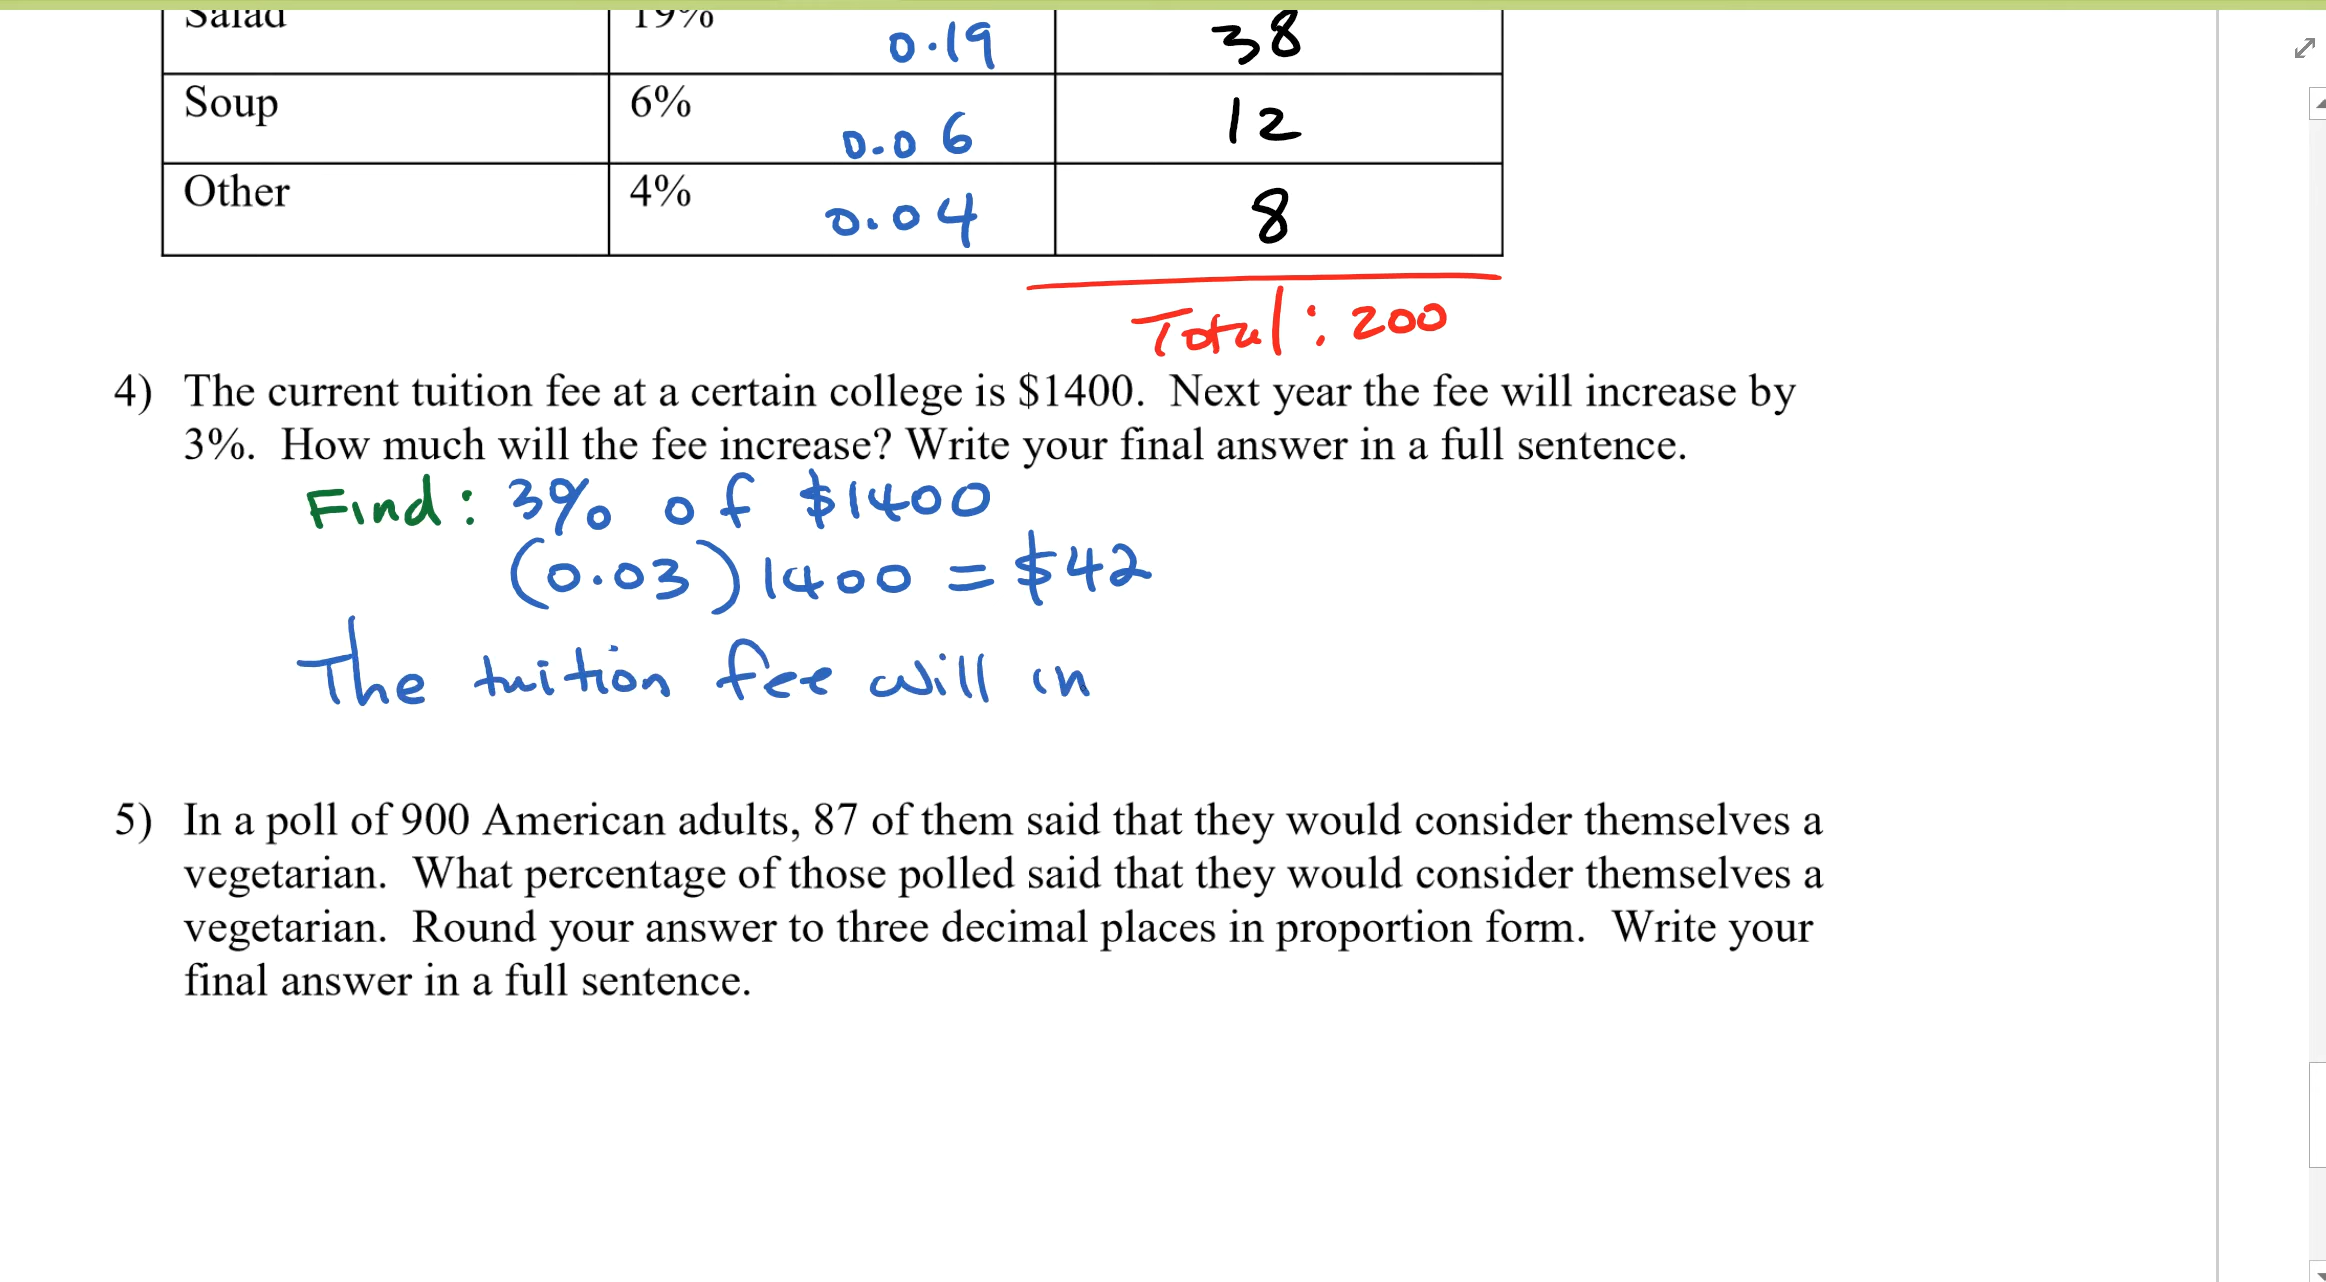 Salad 19% 0.19 38
Soup 6% 0.06 12
Other 4% 0.04 8
Total: 200
4) The current tuition fee at a certain college is $1400. Next year the fee will increase by
3%. How much will the fee increase? Write your final answer in a full sentence.
Find: 3% of $1400
(0.03) 1400 = $42
The tuition fee will in
5) In a poll of 900 American adults, 87 of them said that they would consider themselves a
vegetarian. What percentage of those polled said that they would consider themselves a
vegetarian. Round your answer to three decimal places in proportion form. Write your
final answer in a full sentence.